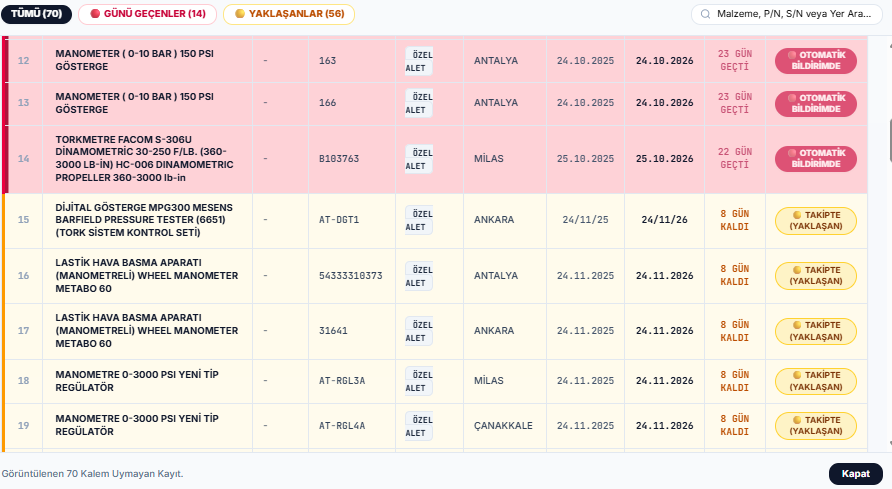 TÜMÜ (70) GÜNÜ GEÇENLER (14) YAKLAŞANLAR (56) Malzeme, P/N, S/N veya Yer Ara...
12 MANOMETER ( 0-10 BAR ) 150 PSI GÖSTERGE - 163 ÖZEL ALET ANTALYA 24.10.2025 24.10.2026 23 GÜN GEÇTİ OTOMATİK BİLDİRİMDE
13 MANOMETER ( 0-10 BAR ) 150 PSI GÖSTERGE - 166 ÖZEL ALET ANTALYA 24.10.2025 24.10.2026 23 GÜN GEÇTİ OTOMATİK BİLDİRİMDE
14 TORKMETRE FACOM S-306U DİNAMOMETRİC 30-250 F/LB. (360-3000 LB-İN) HC-006 DINAMOMETRIC PROPELLER 360-3000 lb-in - B103763 ÖZEL ALET MİLAS 25.10.2025 25.10.2026 22 GÜN GEÇTİ OTOMATİK BİLDİRİMDE
15 DİJİTAL GÖSTERGE MPG300 MESENS BARFIELD PRESSURE TESTER (6651) (TORK SİSTEM KONTROL SETİ) - AT-DGT1 ÖZEL ALET ANKARA 24/11/25 24/11/26 8 GÜN KALDI TAKİPTE (YAKLAŞAN)
16 LASTİK HAVA BASMA APARATI (MANOMETRELİ) WHEEL MANOMETER METABO 60 - 54333310373 ÖZEL ALET ANTALYA 24.11.2025 24.11.2026 8 GÜN KALDI TAKİPTE (YAKLAŞAN)
17 LASTİK HAVA BASMA APARATI (MANOMETRELİ) WHEEL MANOMETER METABO 60 - 31641 ÖZEL ALET ANKARA 24.11.2025 24.11.2026 8 GÜN KALDI TAKİPTE (YAKLAŞAN)
18 MANOMETRE 0-3000 PSI YENİ TİP REGÜLATÖR - AT-RGL3A ÖZEL ALET MİLAS 24.11.2025 24.11.2026 8 GÜN KALDI TAKİPTE (YAKLAŞAN)
19 MANOMETRE 0-3000 PSI YENİ TİP REGÜLATÖR - AT-RGL4A ÖZEL ALET ÇANAKKALE 24.11.2025 24.11.2026 8 GÜN KALDI TAKİPTE (YAKLAŞAN)
Görüntülenen 70 Kalem Uymayan Kayıt. Kapat